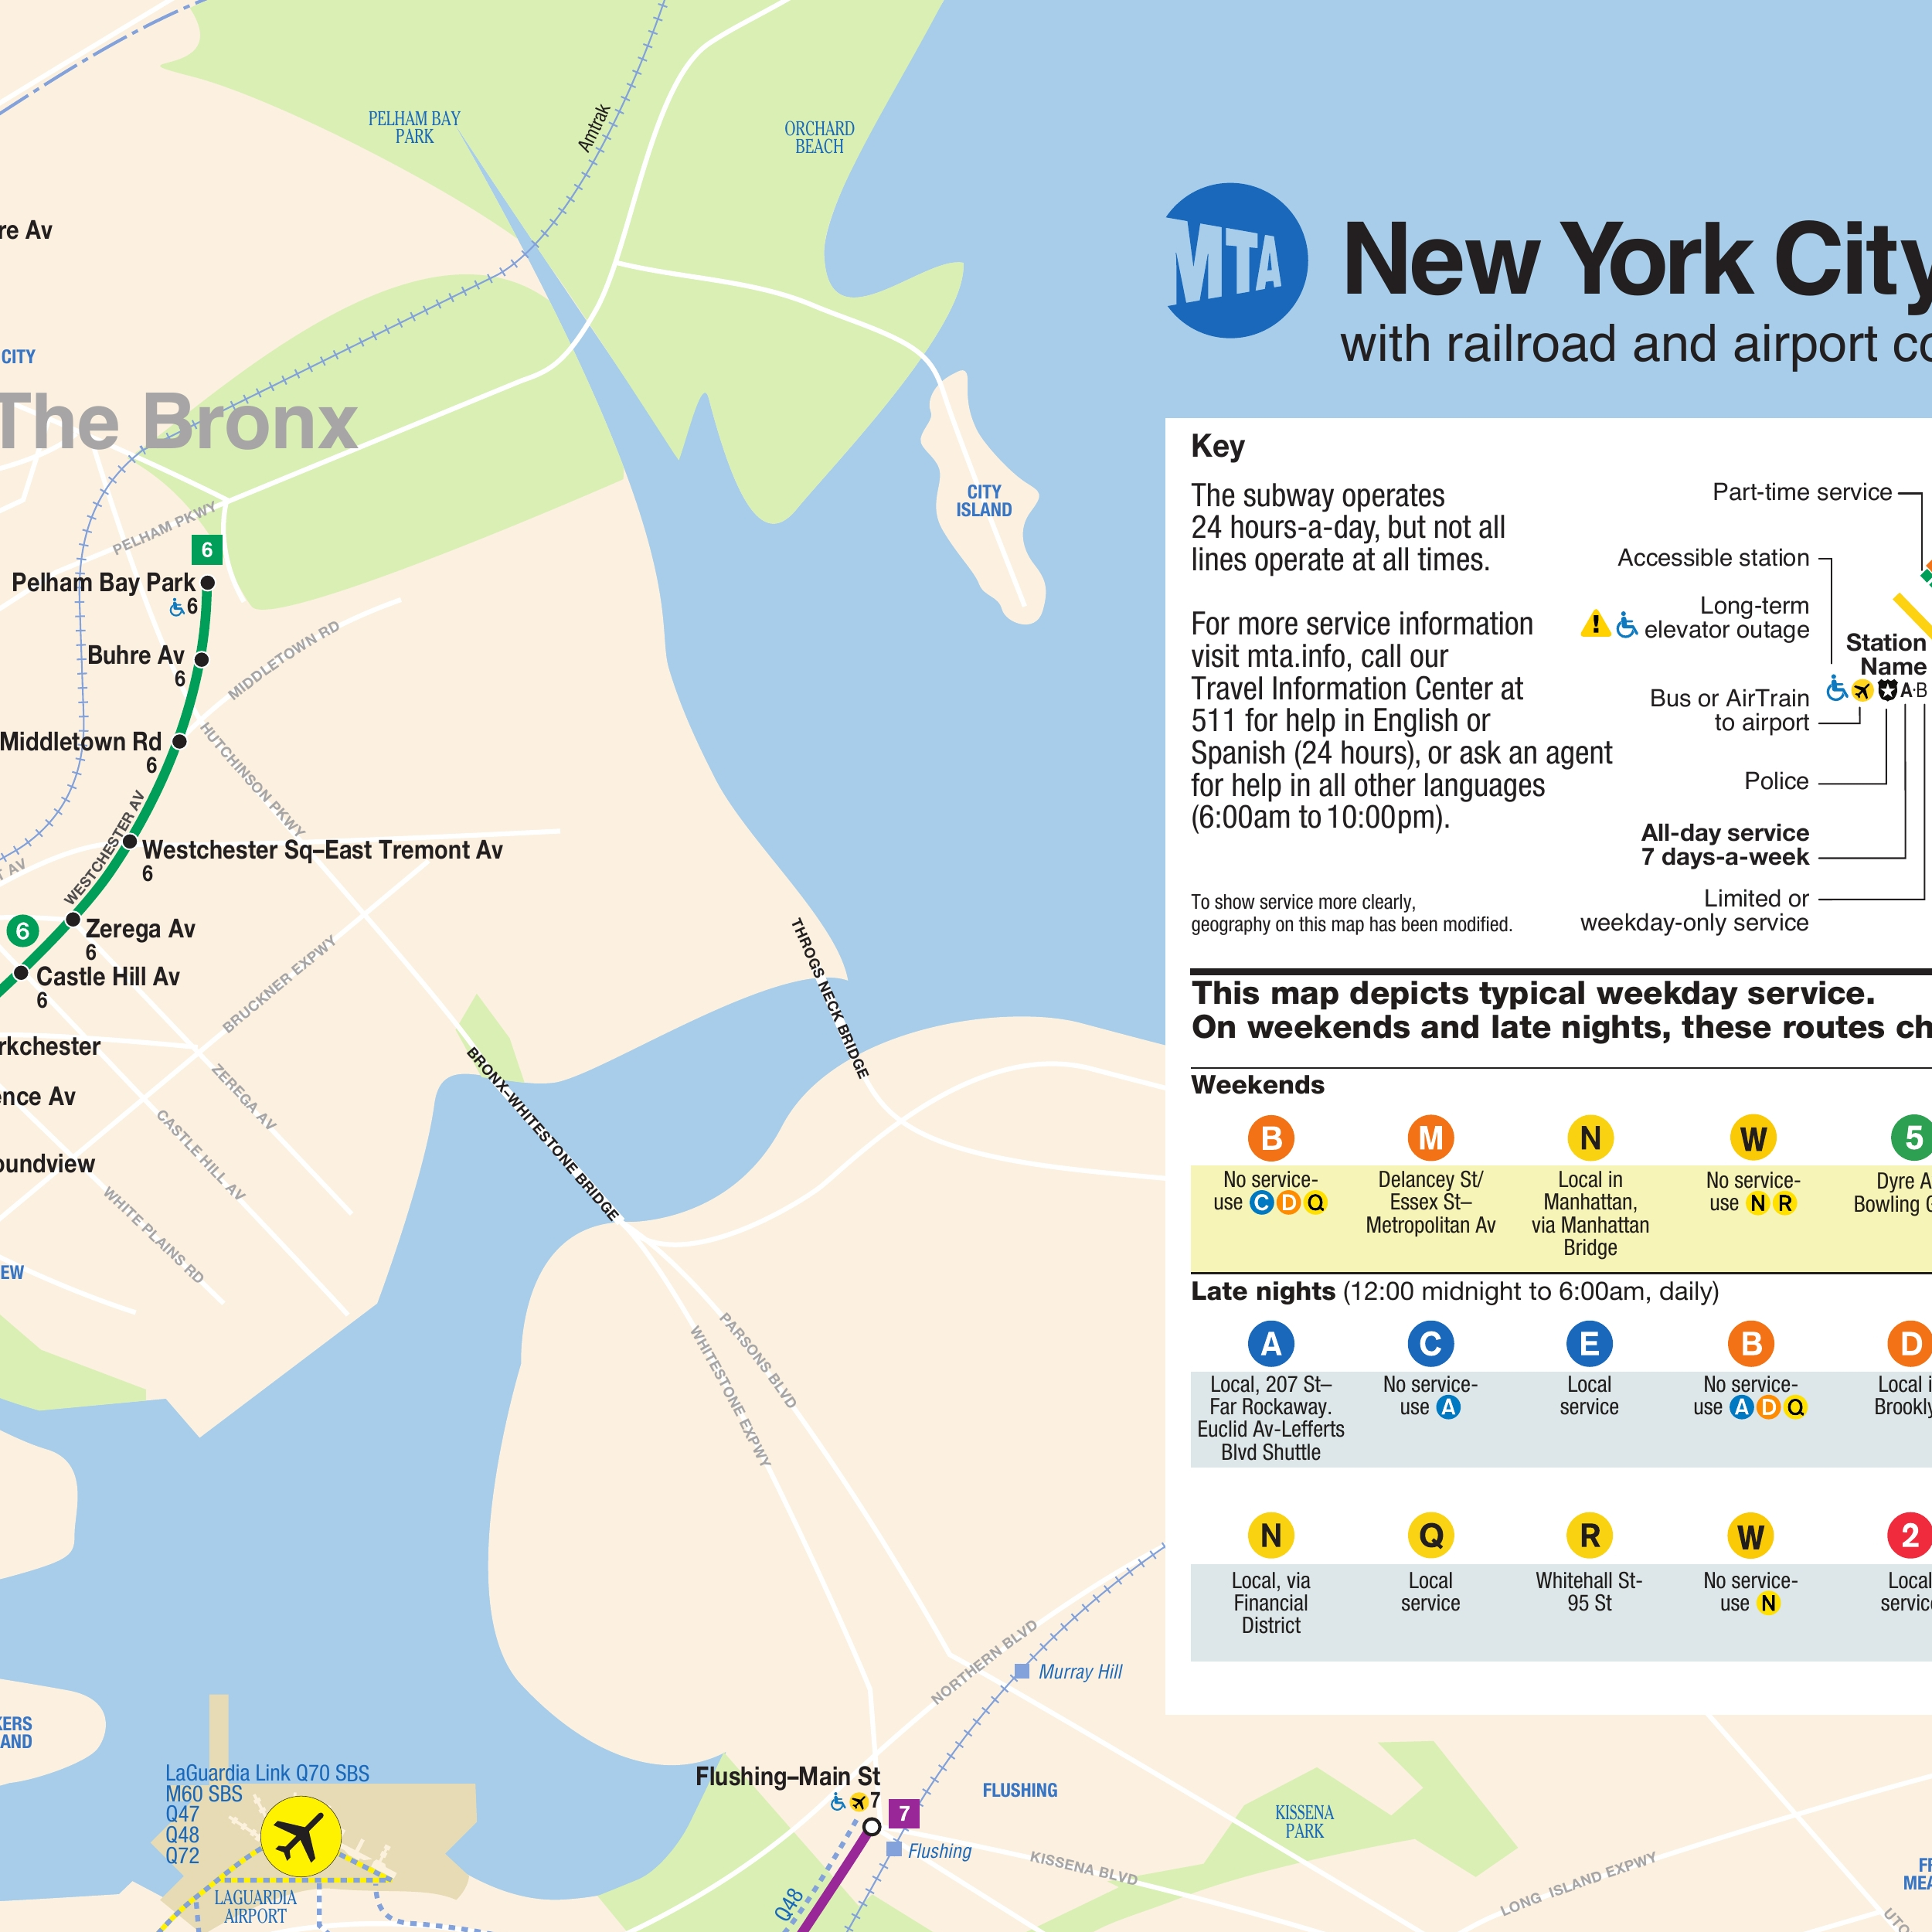 PELHAM BAY
PARK
Amtrak
ORCHARD
BEACH
re Av
MTA
New York City
with railroad and airport co
CITY
The Bronx
CITY
ISLAND
PELHAM PKWY
6
Pelham Bay Park
6
Buhre Av
6
MIDDLETOWN RD
Middletown Rd
6
HUTCHINSON PKWY
WESTCHESTER AV
Westchester Sq–East Tremont Av
6
T AV
6
Zerega Av
6
Castle Hill Av
6
BRUCKNER EXPWY
rkchester
ence Av
ZEREGA AV
CASTLE HILL AV
oundview
WHITE PLAINS RD
EW
THROGS NECK BRIDGE
BRONX–WHITESTONE BRIDGE
PARSONS BLVD
WHITESTONE EXPWY
NORTHERN BLVD
Murray Hill
KERS
AND
LaGuardia Link Q70 SBS
M60 SBS
Q47
Q48
Q72
LAGUARDIA
AIRPORT
Flushing–Main St
7
7
Flushing
FLUSHING
Q48
KISSENA BLVD
KISSENA
PARK
LONG ISLAND EXPWY
FR
MEA
UTO
Key
The subway operates
24 hours-a-day, but not all
lines operate at all times.
For more service information
visit mta.info, call our
Travel Information Center at
511 for help in English or
Spanish (24 hours), or ask an agent
for help in all other languages
(6:00am to 10:00pm).
To show service more clearly,
geography on this map has been modified.
Part-time service
Accessible station
Long-term
elevator outage
Station
Name
A·B
Bus or AirTrain
to airport
Police
All-day service
7 days-a-week
Limited or
weekday-only service
This map depicts typical weekday service.
On weekends and late nights, these routes ch
Weekends
B
No service-
use C D Q
M
Delancey St/
Essex St–
Metropolitan Av
N
Local in
Manhattan,
via Manhattan
Bridge
W
No service-
use N R
5
Dyre A
Bowling G
Late nights (12:00 midnight to 6:00am, daily)
A
Local, 207 St–
Far Rockaway.
Euclid Av-Lefferts
Blvd Shuttle
C
No service-
use A
E
Local
service
B
No service-
use A D Q
D
Local i
Brookly
N
Local, via
Financial
District
Q
Local
service
R
Whitehall St-
95 St
W
No service-
use N
2
Local
service